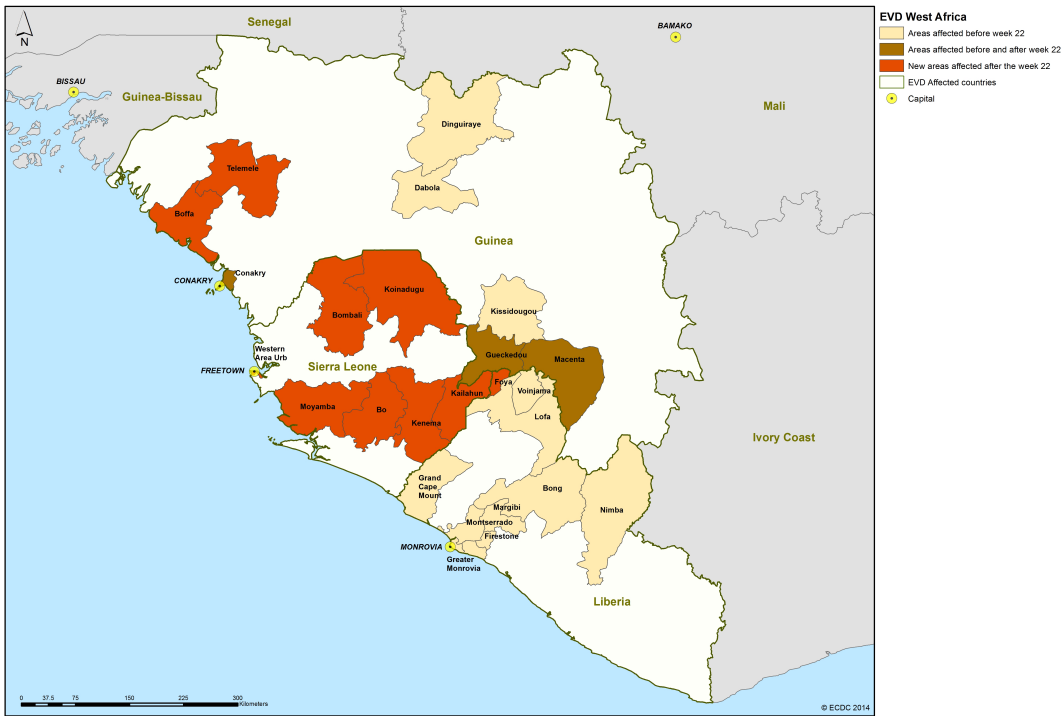 N
Senegal
BAMAKO
BISSAU
Guinea-Bissau
Mali
Dinguiraye
Telemele
Dabola
Boffa
Guinea
Conakry
CONAKRY
Koinadugu
Bombali
Kissidougou
Western
Area Urb
Gueckedou
Macenta
FREETOWN
Sierra Leone
Foya
Kailahun
Voinjama
Moyamba
Bo
Lofa
Kenema
Ivory Coast
Grand
Cape
Mount
Bong
Margibi
Nimba
Montserrado
Firestone
MONROVIA
Greater
Monrovia
Liberia
0 37.5 75 150 225 300
Kilometers
© ECDC 2014
EVD West Africa
Areas affected before week 22
Areas affected before and after week 22
New areas affected after the week 22
EVD Affected countries
Capital